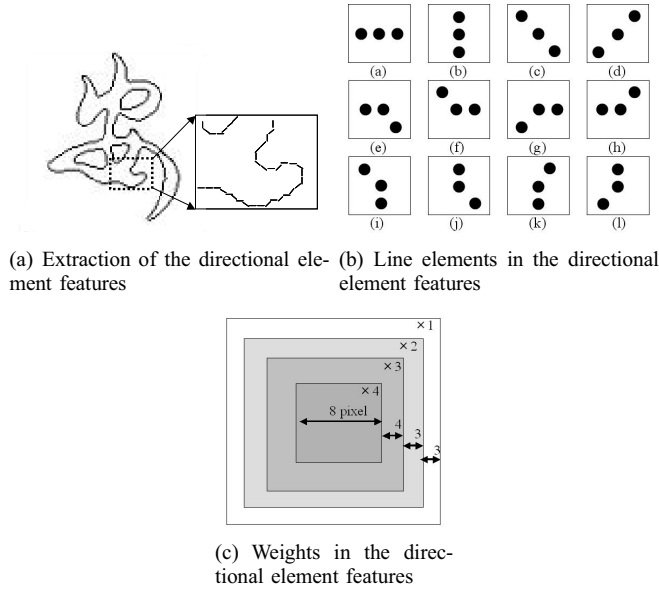 (a) (b) (c) (d)
(e) (f) (g) (h)
(i) (j) (k) (l)
(a) Extraction of the directional ele-
ment features
(b) Line elements in the directional
element features
×1
×2
×3
×4
8 pixel
4
3
3
(c) Weights in the direc-
tional element features